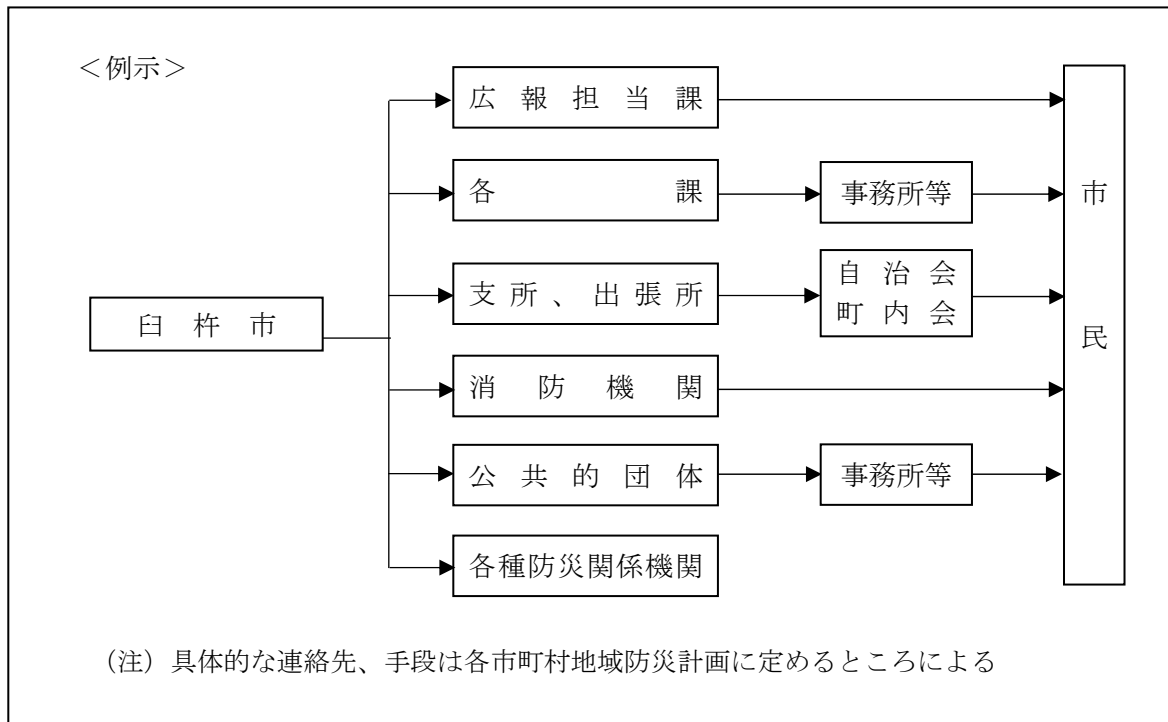 ＜例示＞
広報担当課
各課
事務所等
支所、出張所
自治会
町内会
臼杵市
消防機関
公共的団体
事務所等
各種防災関係機関
市民
（注）具体的な連絡先、手段は各市町村地域防災計画に定めるところによる